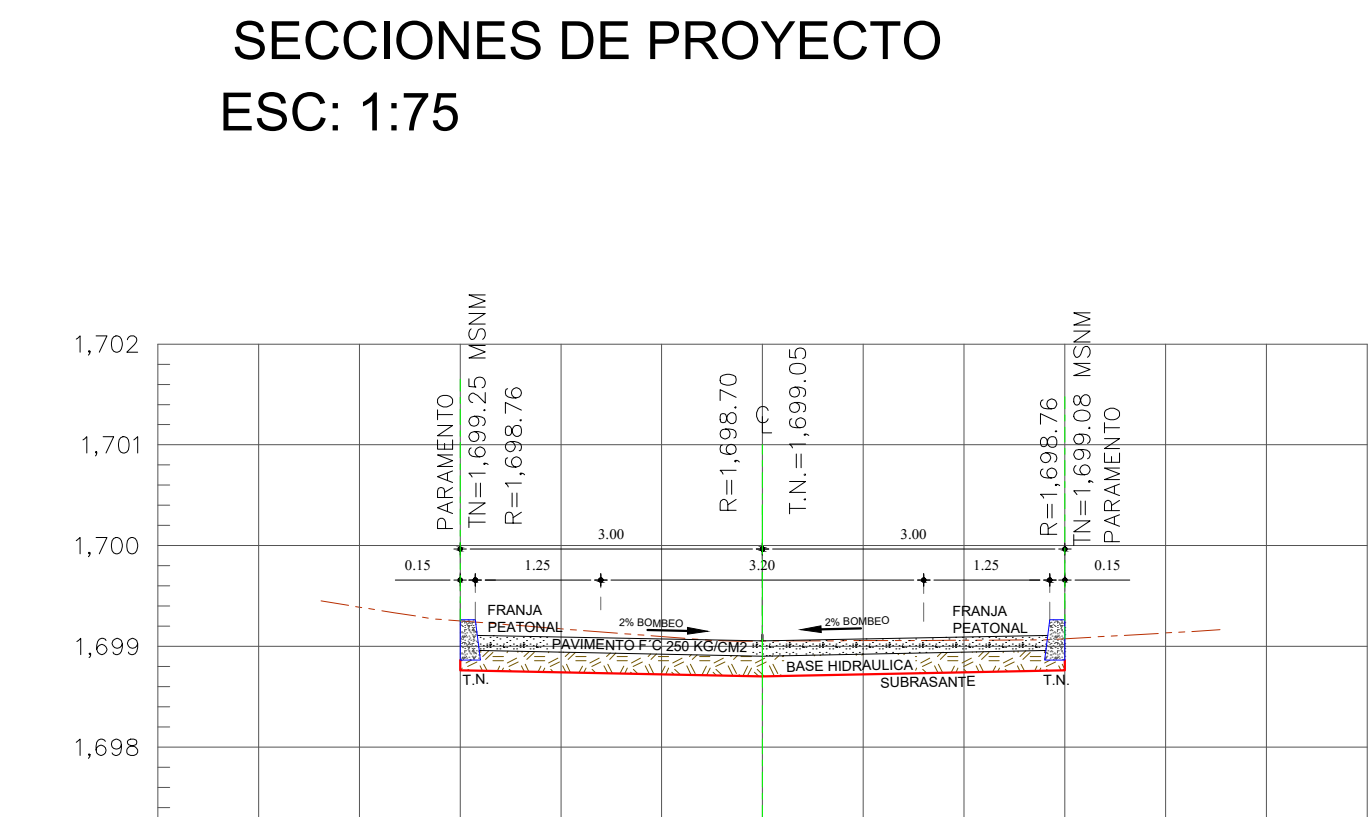 SECCIONES DE PROYECTO
ESC: 1:75
1,702
1,701
1,700
1,699
1,698
PARAMENTO
TN=1,699.25 MSNM
R=1,698.76
R=1,698.70
C
L
T.N.=1,699.05
R=1,698.76
TN=1,699.08 MSNM
PARAMENTO
3.00
3.00
0.15
1.25
3.20
1.25
0.15
FRANJA
PEATONAL
2% BOMBEO
2% BOMBEO
FRANJA
PEATONAL
PAVIMENTO F´C 250 KG/CM2
BASE HIDRAULICA
T.N.
SUBRASANTE
T.N.